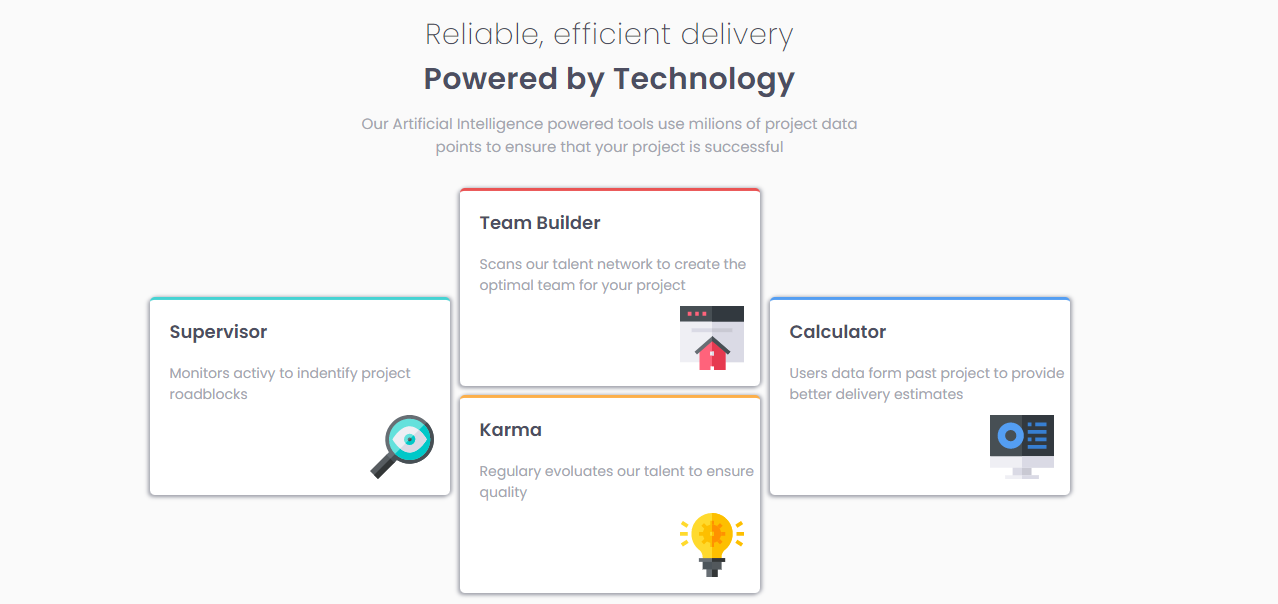 Reliable, efficient delivery
Powered by Technology
Our Artificial Intelligence powered tools use milions of project data
points to ensure that your project is successful
Team Builder
Scans our talent network to create the
optimal team for your project
Supervisor
Monitors activy to indentify project
roadblocks
Calculator
Users data form past project to provide
better delivery estimates
Karma
Regulary evoluates our talent to ensure
quality